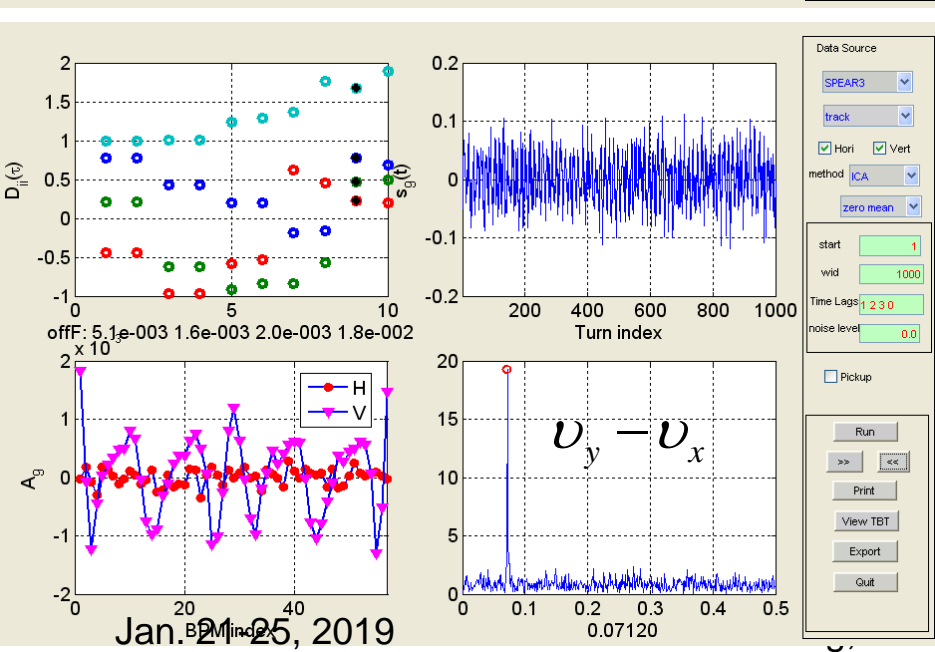 2
1.5
1
0.5
0
-0.5
-1
D_ii(τ)
0 5 10
offF: 5.1e-003 1.6e-003 2.0e-003 1.8e-002
0.2
0.1
0
-0.1
-0.2
s_9(t)
200 400 600 800 1000
Turn index
2
1
0
-1
-2
A_9
H
V
0 20 40
BPM index
Jan. 21-25, 2019
20
15
10
5
0
υ_y − υ_x
0 0.1 0.2 0.3 0.4 0.5
0.07120
Data Source
SPEAR3
track
Hori Vert
method ICA
zero mean
start 1
wid 1000
Time Lags 1 2 3 0
noise level 0.0
Pickup
Run
>> <<
Print
View TBT
Export
Quit